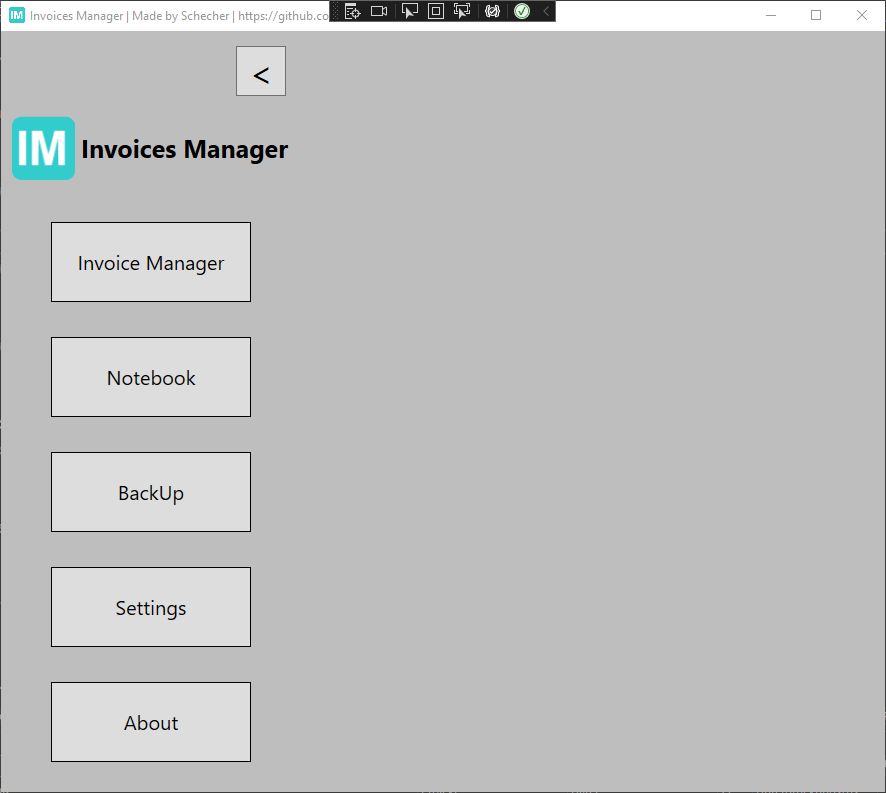 IM Invoices Manager | Made by Schecher | https://github.co
<
IM Invoices Manager
Invoice Manager
Notebook
BackUp
Settings
About